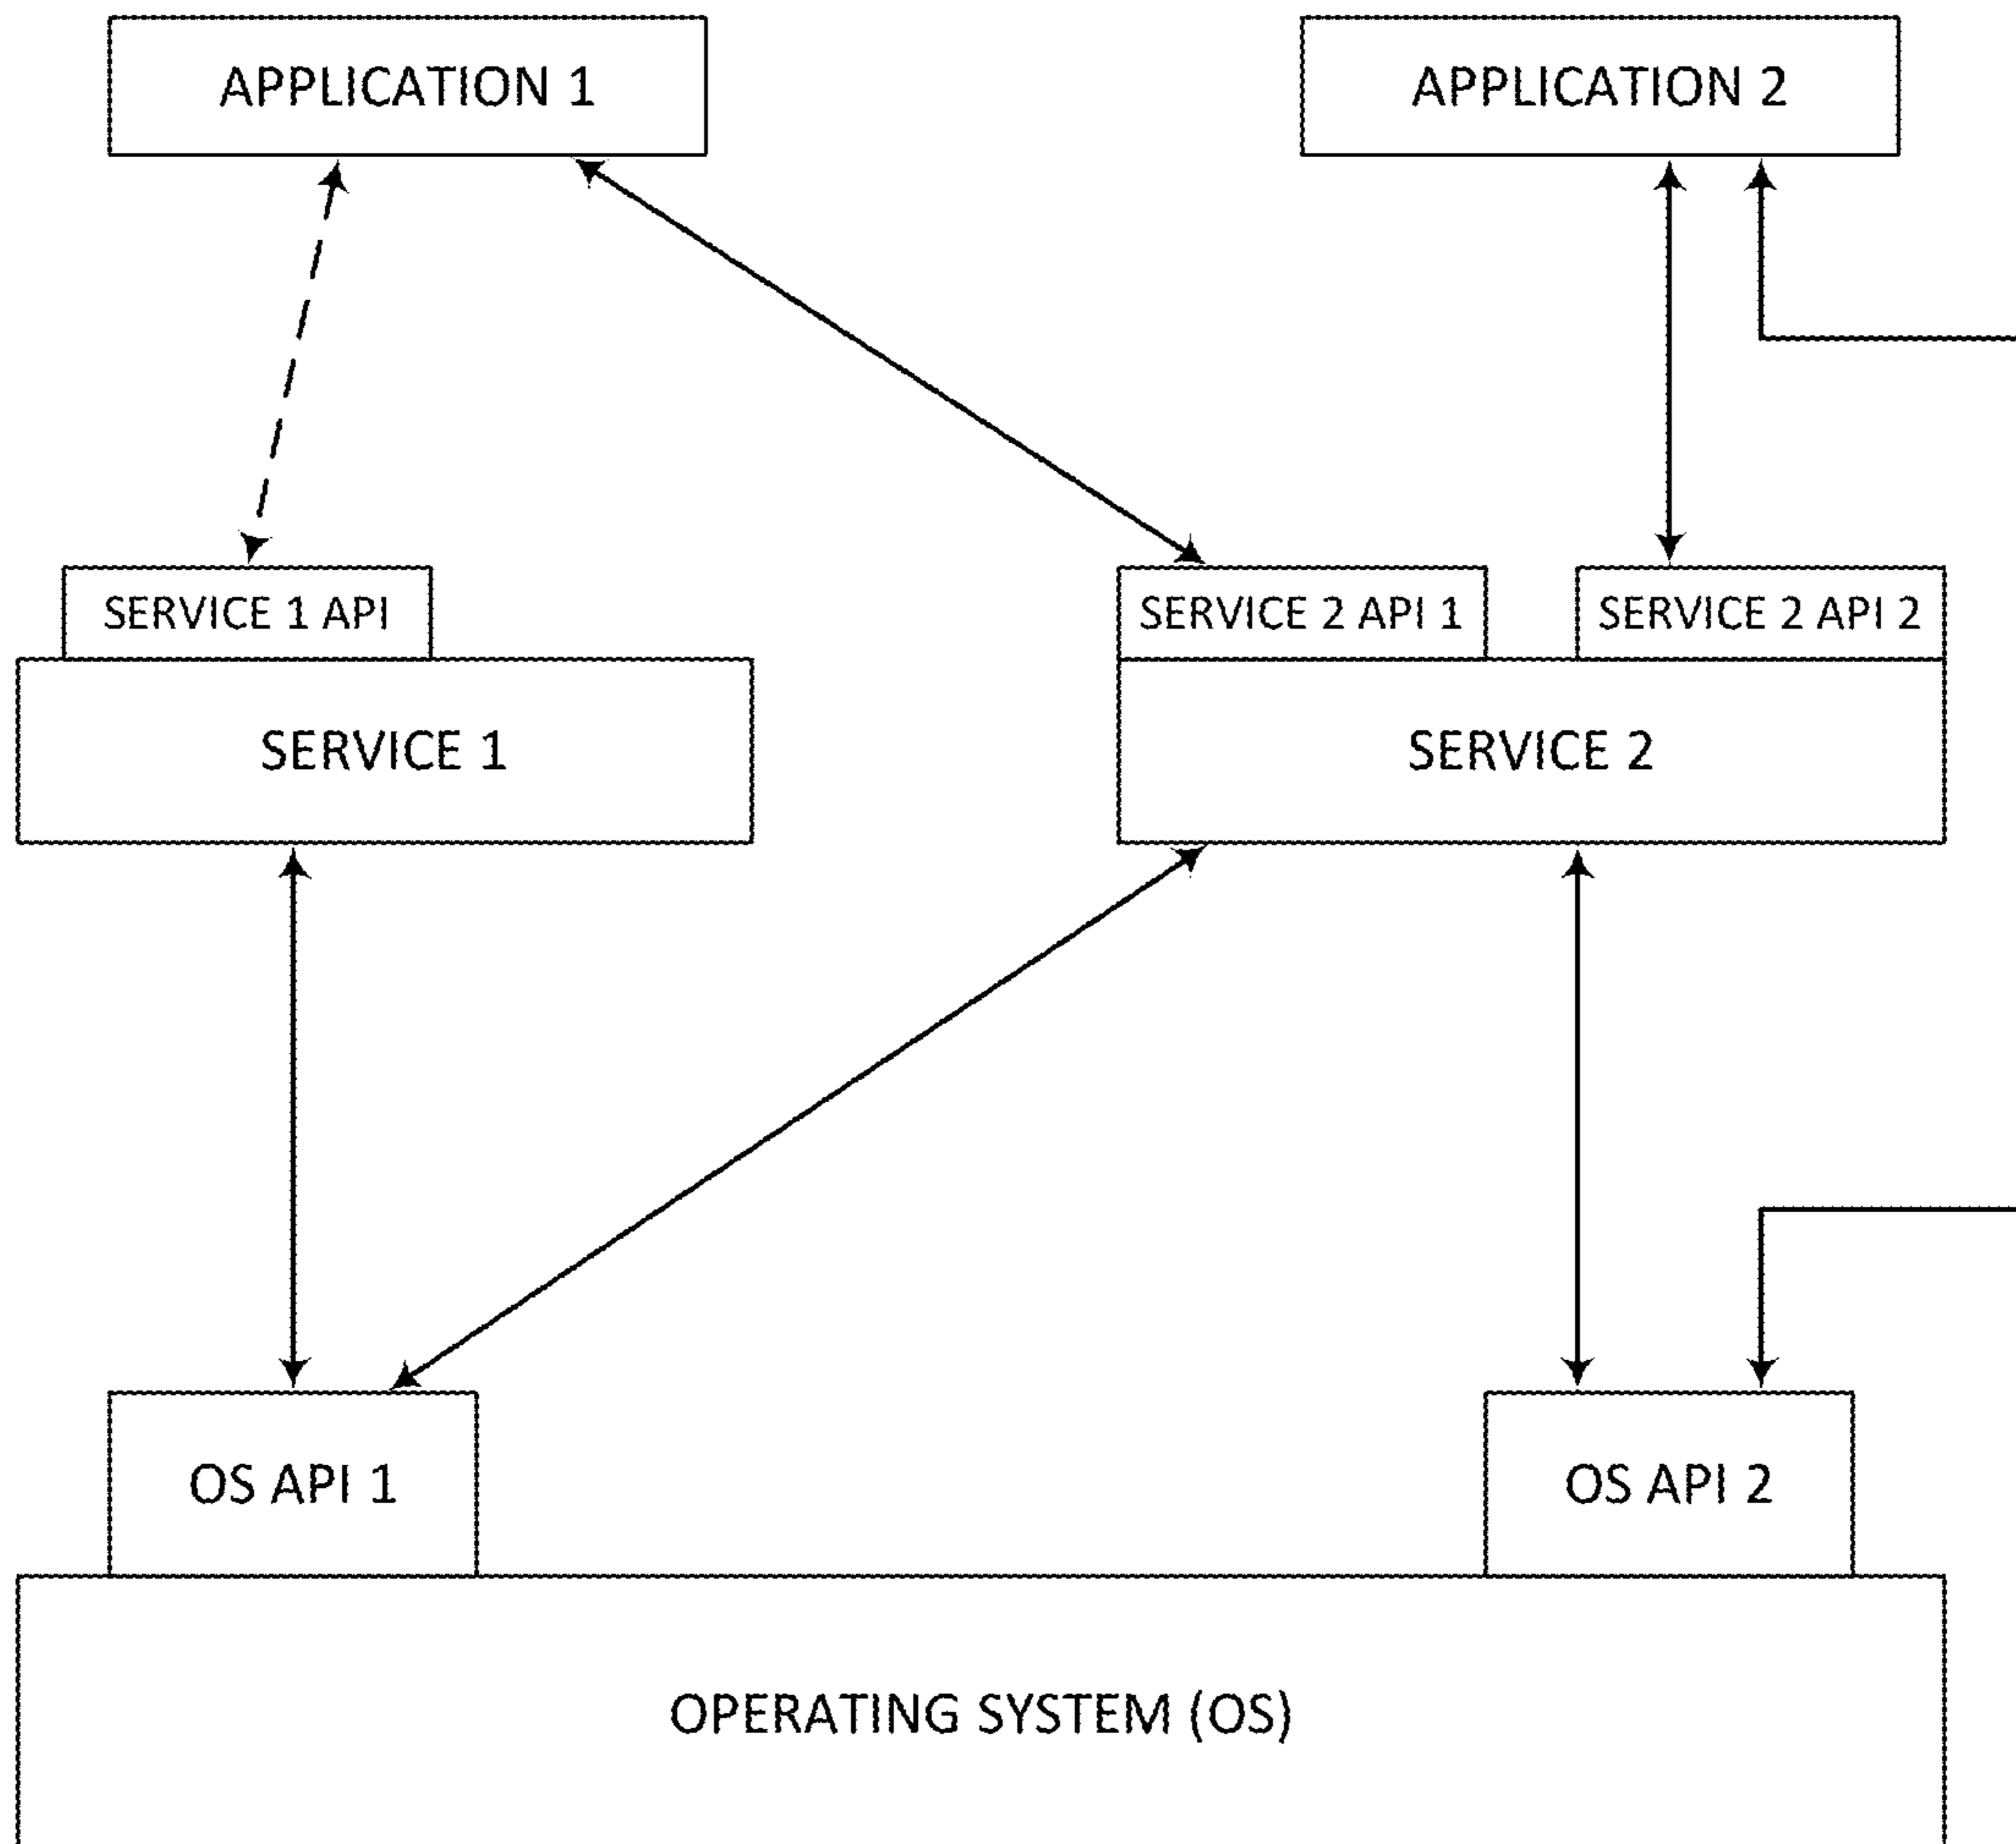 APPLICATION 1
APPLICATION 2
SERVICE 1 API
SERVICE 2 API 1
SERVICE 2 API 2
SERVICE 1
SERVICE 2
OS API 1
OS API 2
OPERATING SYSTEM (OS)